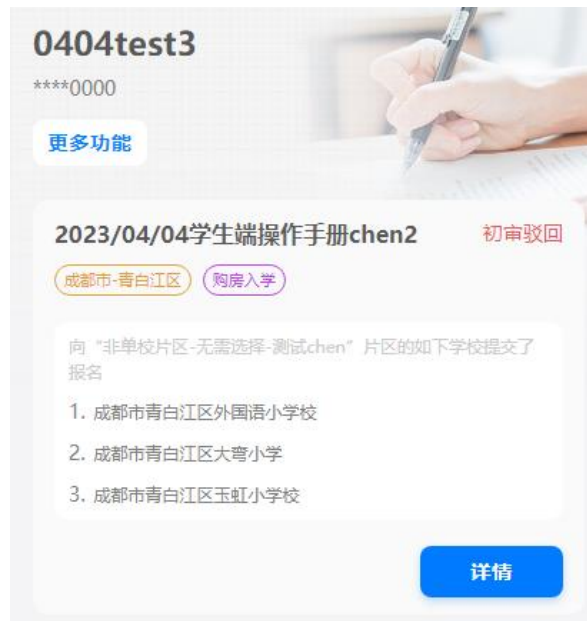 0404test3
****0000
更多功能
2023/04/04学生端操作手册chen2 初审驳回
成都市-青白江区 购房入学
向“非单校片区-无需选择-测试chen”片区的如下学校提交了
报名
1. 成都市青白江区外国语小学校
2. 成都市青白江区大弯小学
3. 成都市青白江区玉虹小学校
详情